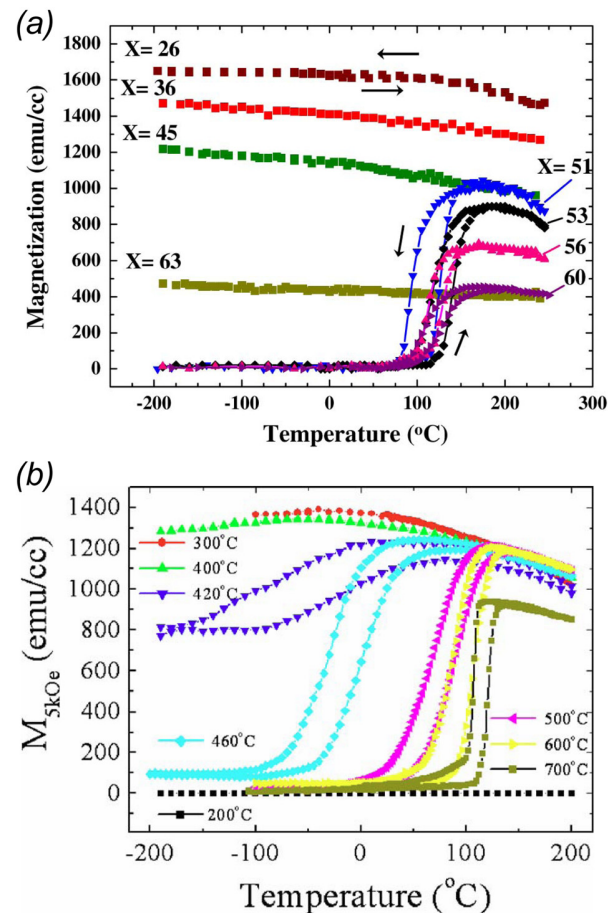 (a)
1800
1600
1400
1200
1000
800
600
400
200
0
Magnetization (emu/cc)
X= 26
X= 36
X= 45
X= 63
X= 51
53
56
60
-200 -100 0 100 200 300
Temperature (°C)
(b)
1400
1200
1000
800
600
400
200
0
M5kOe (emu/cc)
300°C
400°C
420°C
460°C
500°C
600°C
700°C
200°C
-200 -100 0 100 200
Temperature (°C)